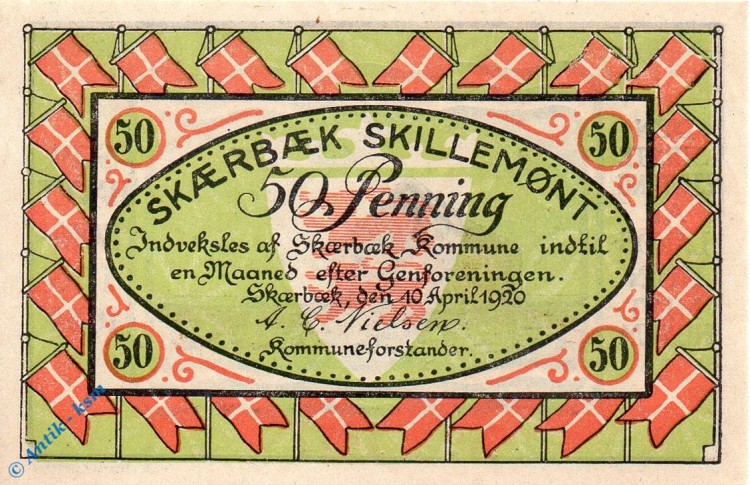 50 50
SKÆRBÆK SKILLEMØNT
50 Penning
Indveksles af Skærbæk Kommune indtil
en Maaned efter Genforeningen.
Skærbæk, den 10 April 1920
A. C. Nielsen.
Kommuneforstander.
50 50
© Antik - ksm